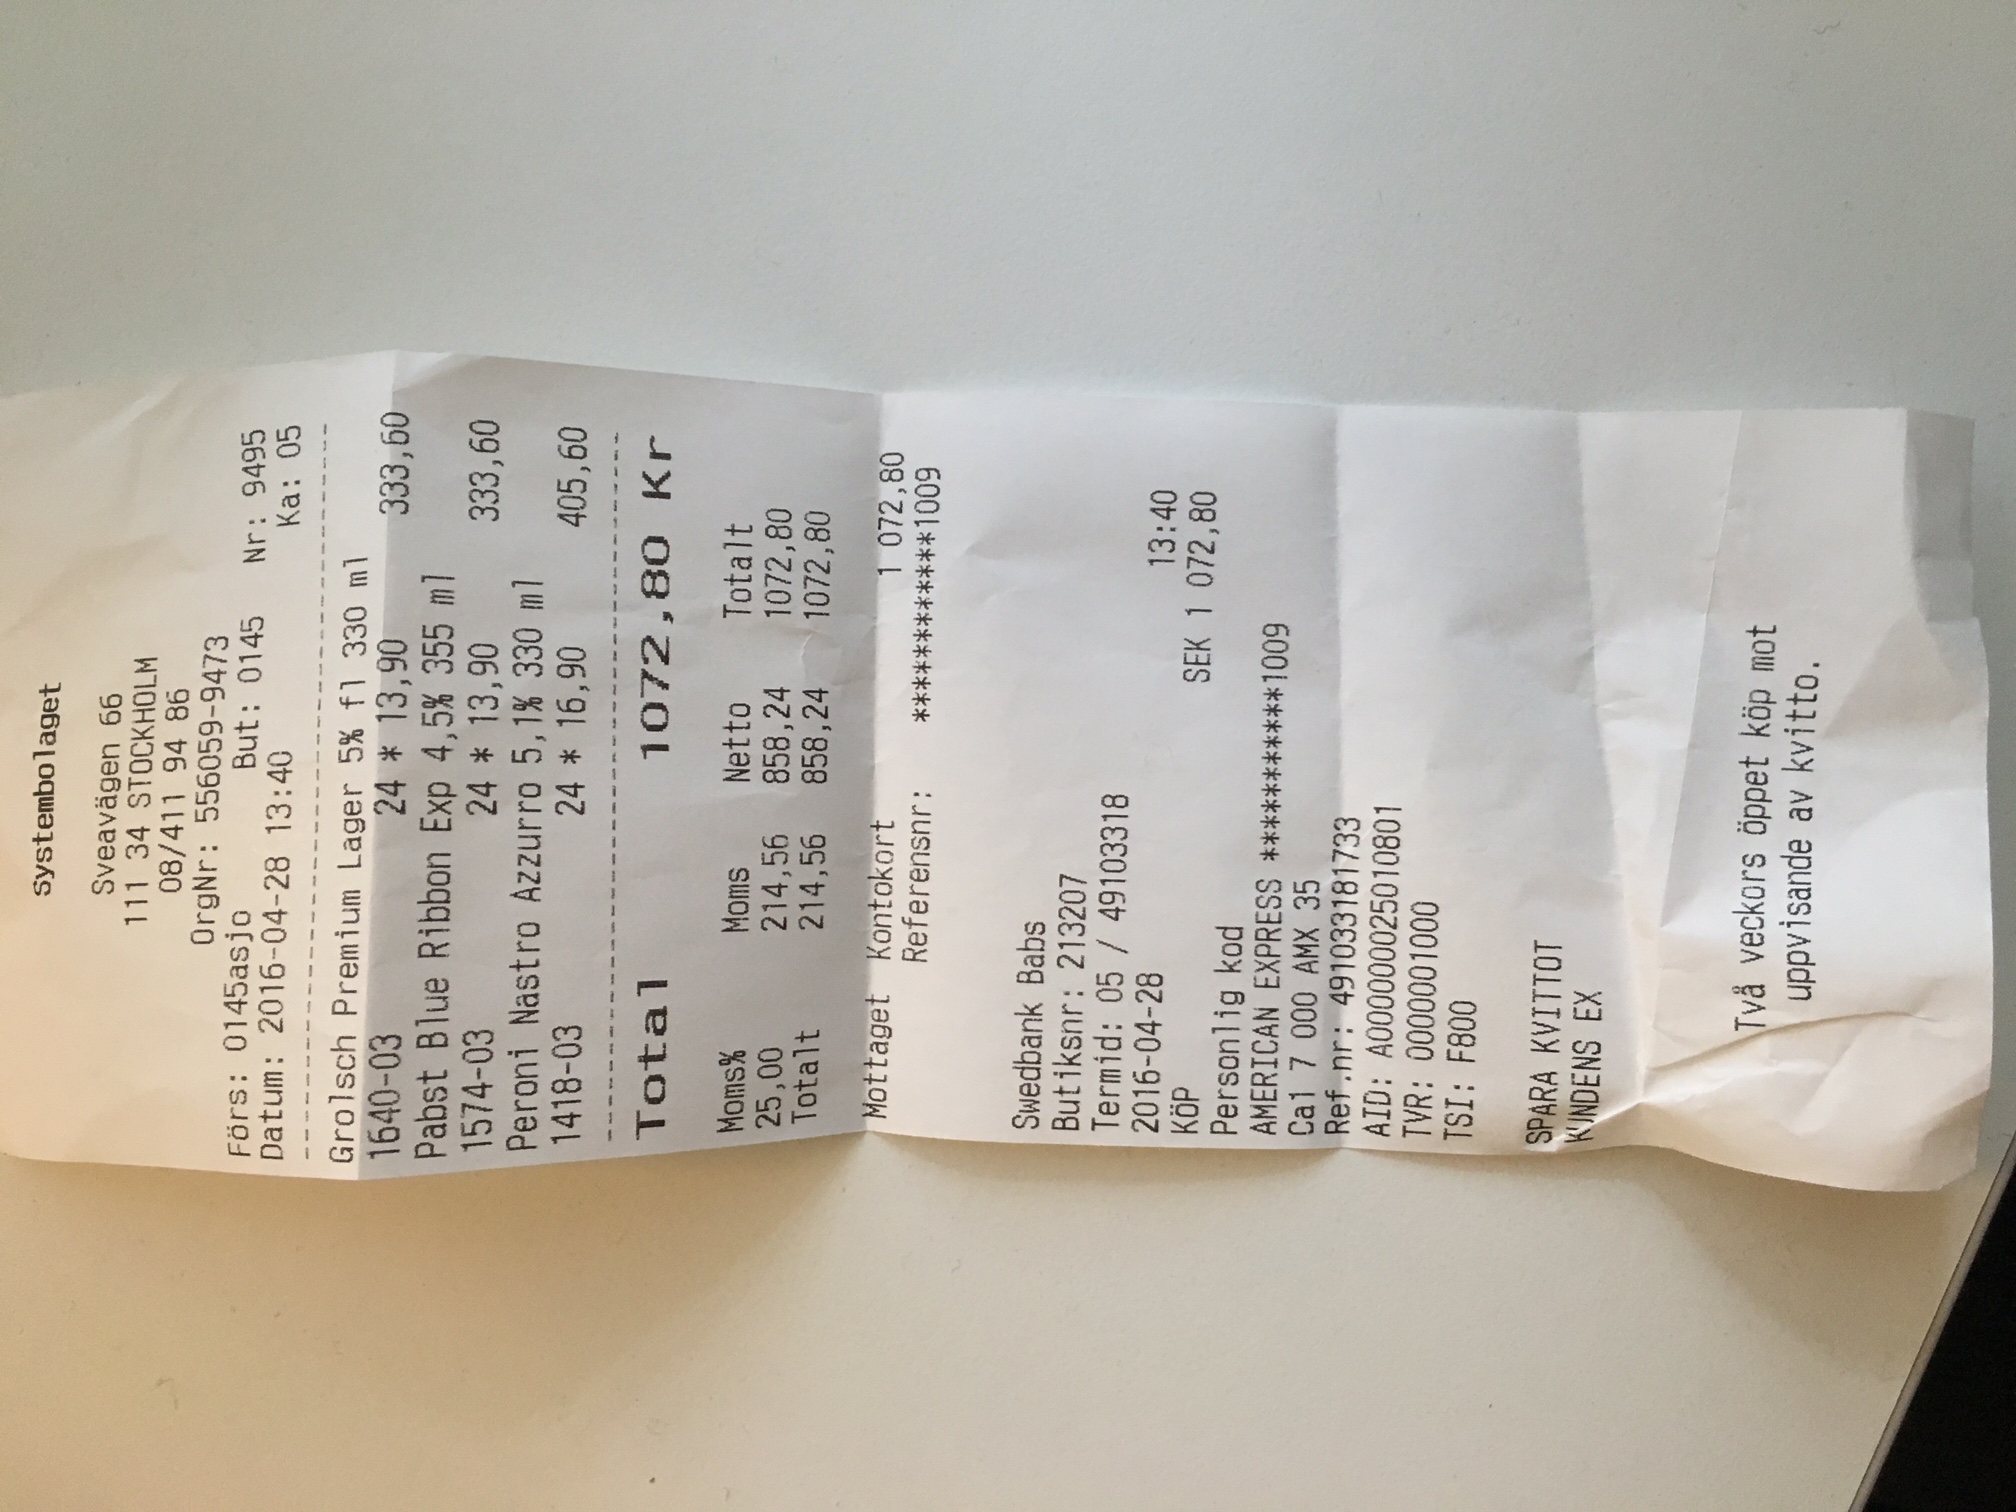 Systembolaget
Sveavägen 66
111 34 STOCKHOLM
08/411 94 86
OrgNr: 556059-9473
Förs: 0145asjo But: 0145 Nr: 9495
Datum: 2016-04-28 13:40 Ka: 05
Grolsch Premium Lager 5% fl 330 ml
1640-03 24 * 13,90 333,60
Pabst Blue Ribbon Exp 4,5% 355 ml
1574-03 24 * 13,90 333,60
Peroni Nastro Azzurro 5,1% 330 ml
1418-03 24 * 16,90 405,60
Total 1072,80 Kr
Moms% Moms Netto Totalt
25,00 214,56 858,24 1072,80
Totalt 214,56 858,24 1072,80
Mottaget Kontokort 1 072,80
Referensnr: ************1009
Swedbank Babs
Butiksnr: 213207
Termid: 05 / 49103318
2016-04-28 13:40
KÖP SEK 1 072,80
Personlig kod
AMERICAN EXPRESS ***********1009
Ca1 7 000 AMX 35
Ref.nr: 491033181733
AID: A000000025010801
TVR: 0000001000
TSI: F800
SPARA KVITTOT
KUNDENS EX
Två veckors öppet köp mot
uppvisande av kvitto.